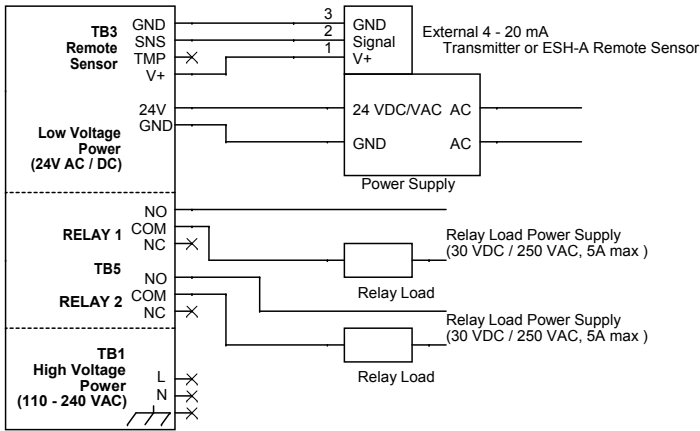 TB3
Remote
Sensor
GND
SNS
TMP
V+
3
2
1
GND
Signal
V+
External 4 - 20 mA
Transmitter or ESH-A Remote Sensor
Low Voltage
Power
(24V AC / DC)
24V
GND
24 VDC/VAC AC
GND AC
Power Supply
RELAY 1
NO
COM
NC
Relay Load Power Supply
(30 VDC / 250 VAC, 5A max )
Relay Load
TB5
RELAY 2
NO
COM
NC
Relay Load Power Supply
(30 VDC / 250 VAC, 5A max )
Relay Load
TB1
High Voltage
Power
(110 - 240 VAC)
L
N